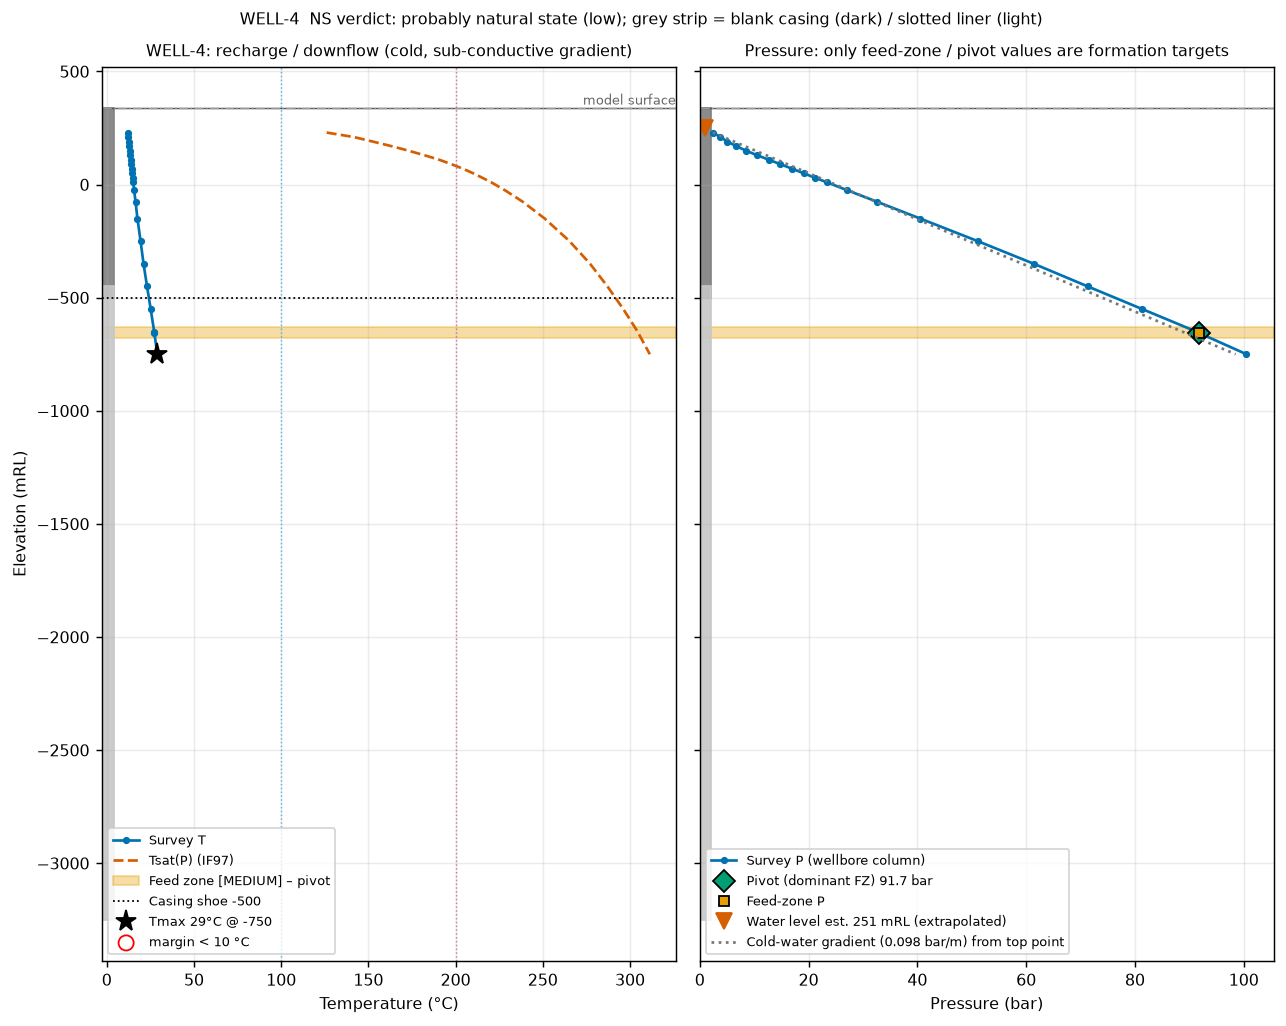 WELL-4  NS verdict: probably natural state (low); grey strip = blank casing (dark) / slotted liner (light)
WELL-4: recharge / downflow (cold, sub-conductive gradient)
Pressure: only feed-zone / pivot values are formation targets
model surface
500
0
−500
−1000
−1500
−2000
−2500
−3000
Elevation (mRL)
Survey T
Tsat(P) (IF97)
Feed zone [MEDIUM] – pivot
Casing shoe -500
Tmax 29°C @ -750
margin < 10 °C
0
50
100
150
200
250
300
Temperature (°C)
Survey P (wellbore column)
Pivot (dominant FZ) 91.7 bar
Feed-zone P
Water level est. 251 mRL (extrapolated)
Cold-water gradient (0.098 bar/m) from top point
0
20
40
60
80
100
Pressure (bar)